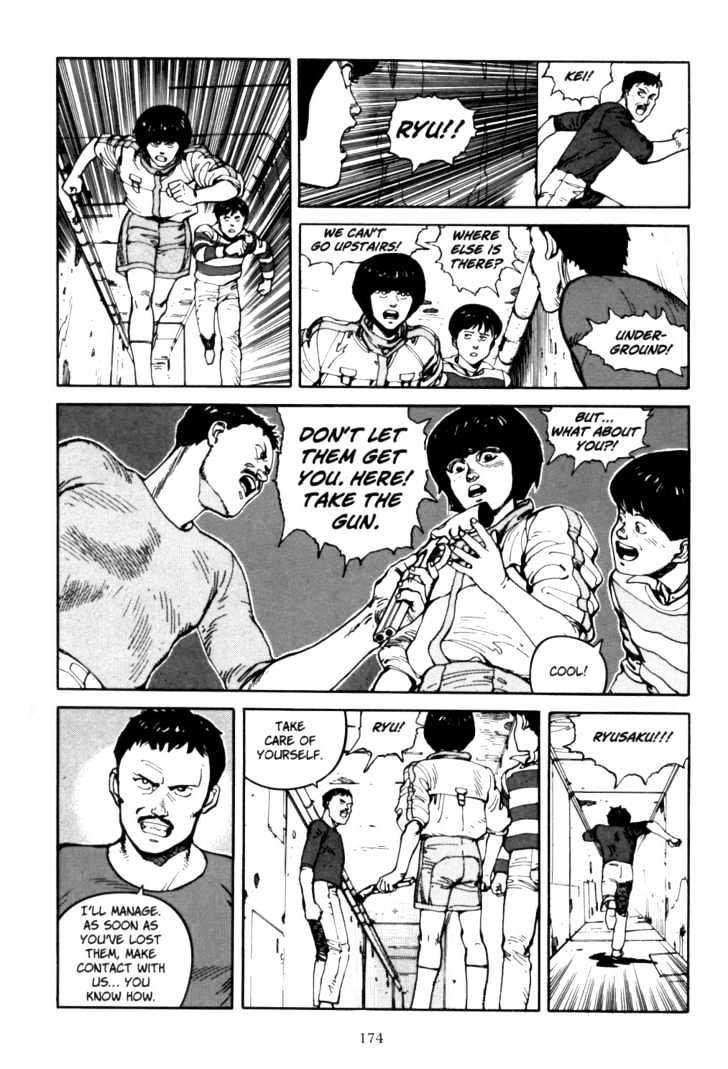 RYU!!
KEI!
WE CAN'T
GO UPSTAIRS!
WHERE
ELSE IS
THERE?
UNDER-
GROUND!
DON'T LET
THEM GET
YOU. HERE!
TAKE THE
GUN.
BUT...
WHAT ABOUT
YOU?!
COOL!
I'LL MANAGE.
AS SOON AS
YOU'VE LOST
THEM, MAKE
CONTACT WITH
US... YOU
KNOW HOW.
TAKE
CARE OF
YOURSELF.
RYU!
RYUSAKU!!!
174